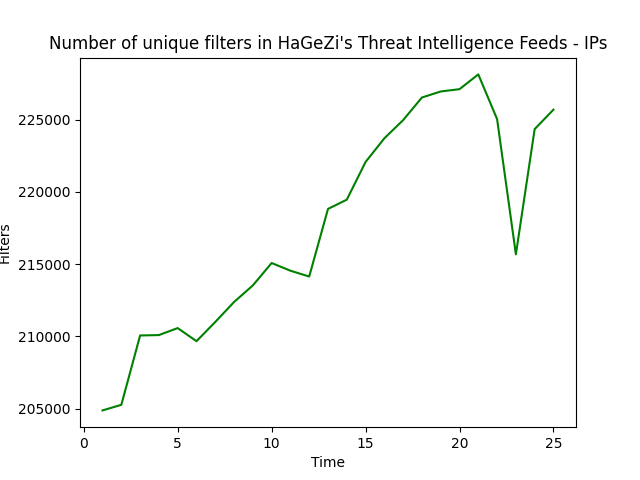 Number of unique filters in HaGeZi's Threat Intelligence Feeds - IPs
225000
220000
215000
210000
205000
Filters
0 5 10 15 20 25
Time